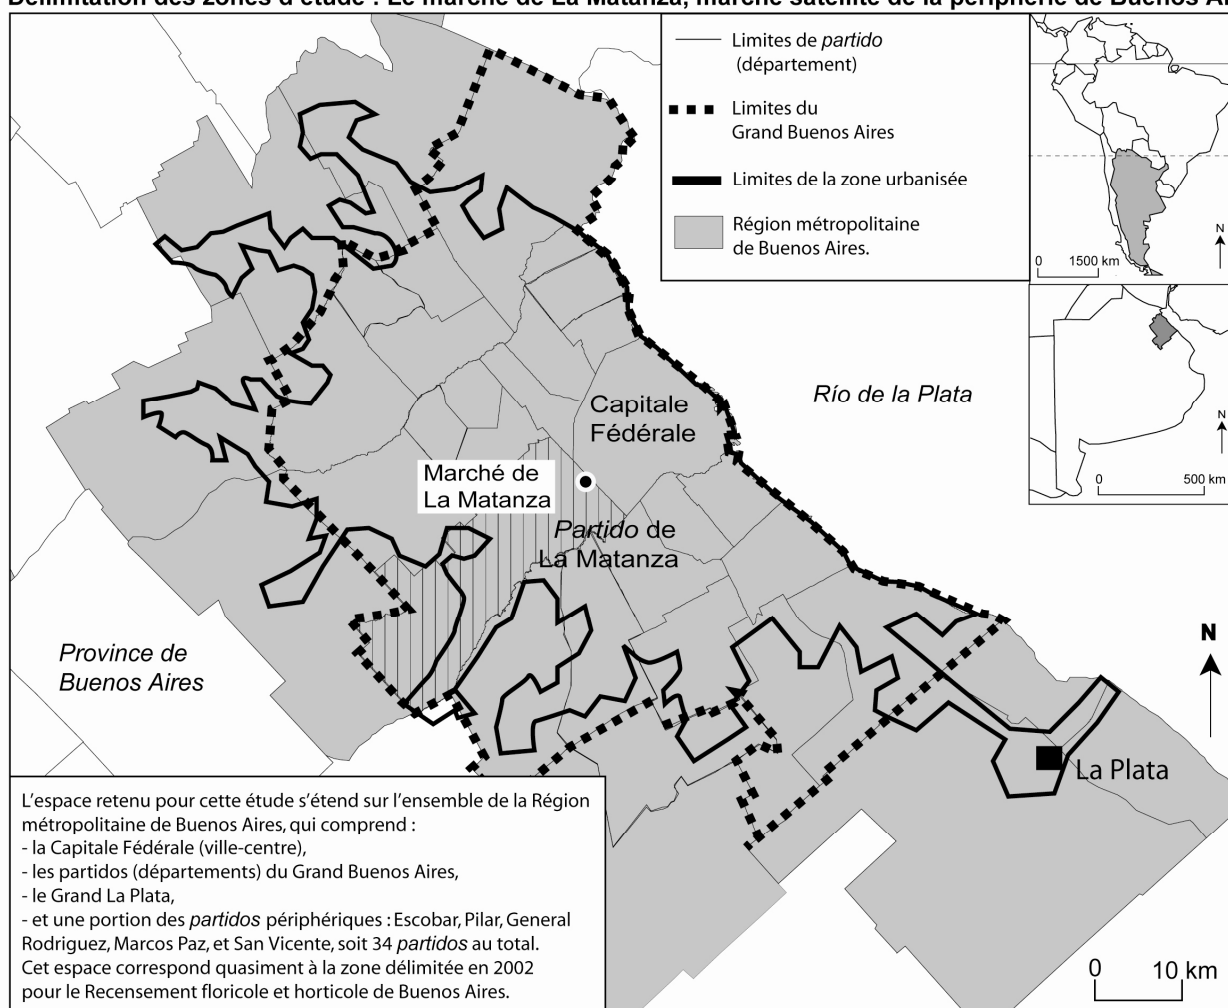 Délimitation des zones d'étude : Le marché de La Matanza, marché satellite de la périphérie de Buenos
Limites de partido
(département)
Limites du
Grand Buenos Aires
Limites de la zone urbanisée
Région métropolitaine
de Buenos Aires.
N
0 1500 km
N
0 500 km
Río de la Plata
Capitale
Fédérale
Marché de
La Matanza
Partido de
La Matanza
Province de
Buenos Aires
N
La Plata
L'espace retenu pour cette étude s'étend sur l'ensemble de la Région
métropolitaine de Buenos Aires, qui comprend :
- la Capitale Fédérale (ville-centre),
- les partidos (départements) du Grand Buenos Aires,
- le Grand La Plata,
- et une portion des partidos périphériques : Escobar, Pilar, General
Rodriguez, Marcos Paz, et San Vicente, soit 34 partidos au total.
Cet espace correspond quasiment à la zone délimitée en 2002
pour le Recensement floricole et horticole de Buenos Aires.
0 10 km